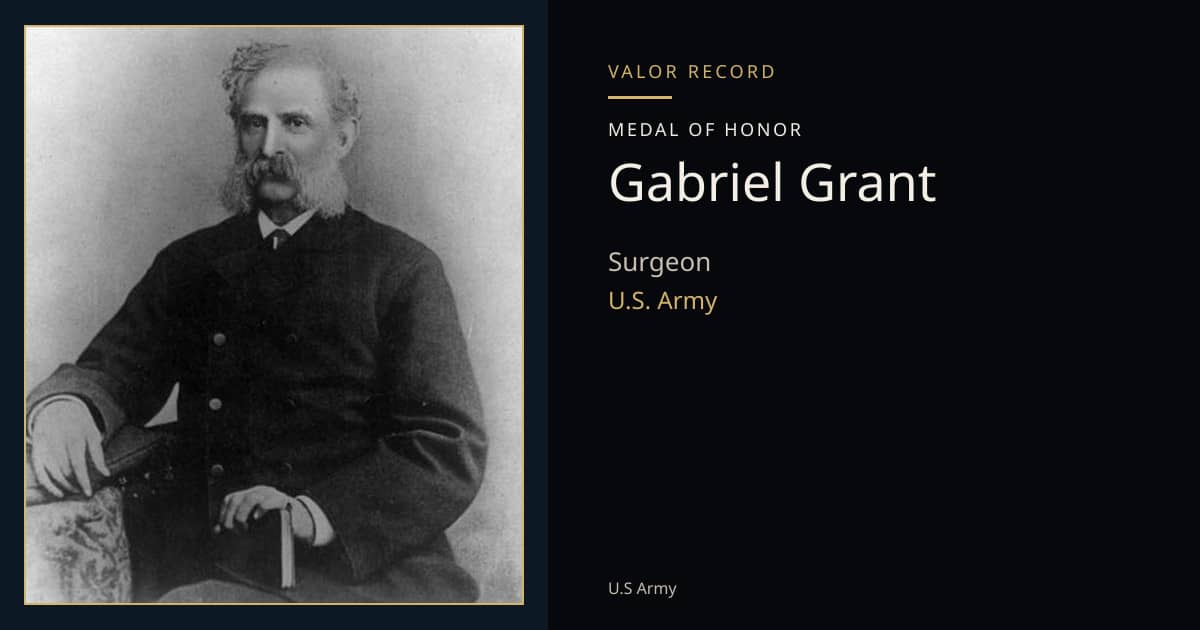 VALOR RECORD
MEDAL OF HONOR
Gabriel Grant
Surgeon
U.S. Army
U.S Army